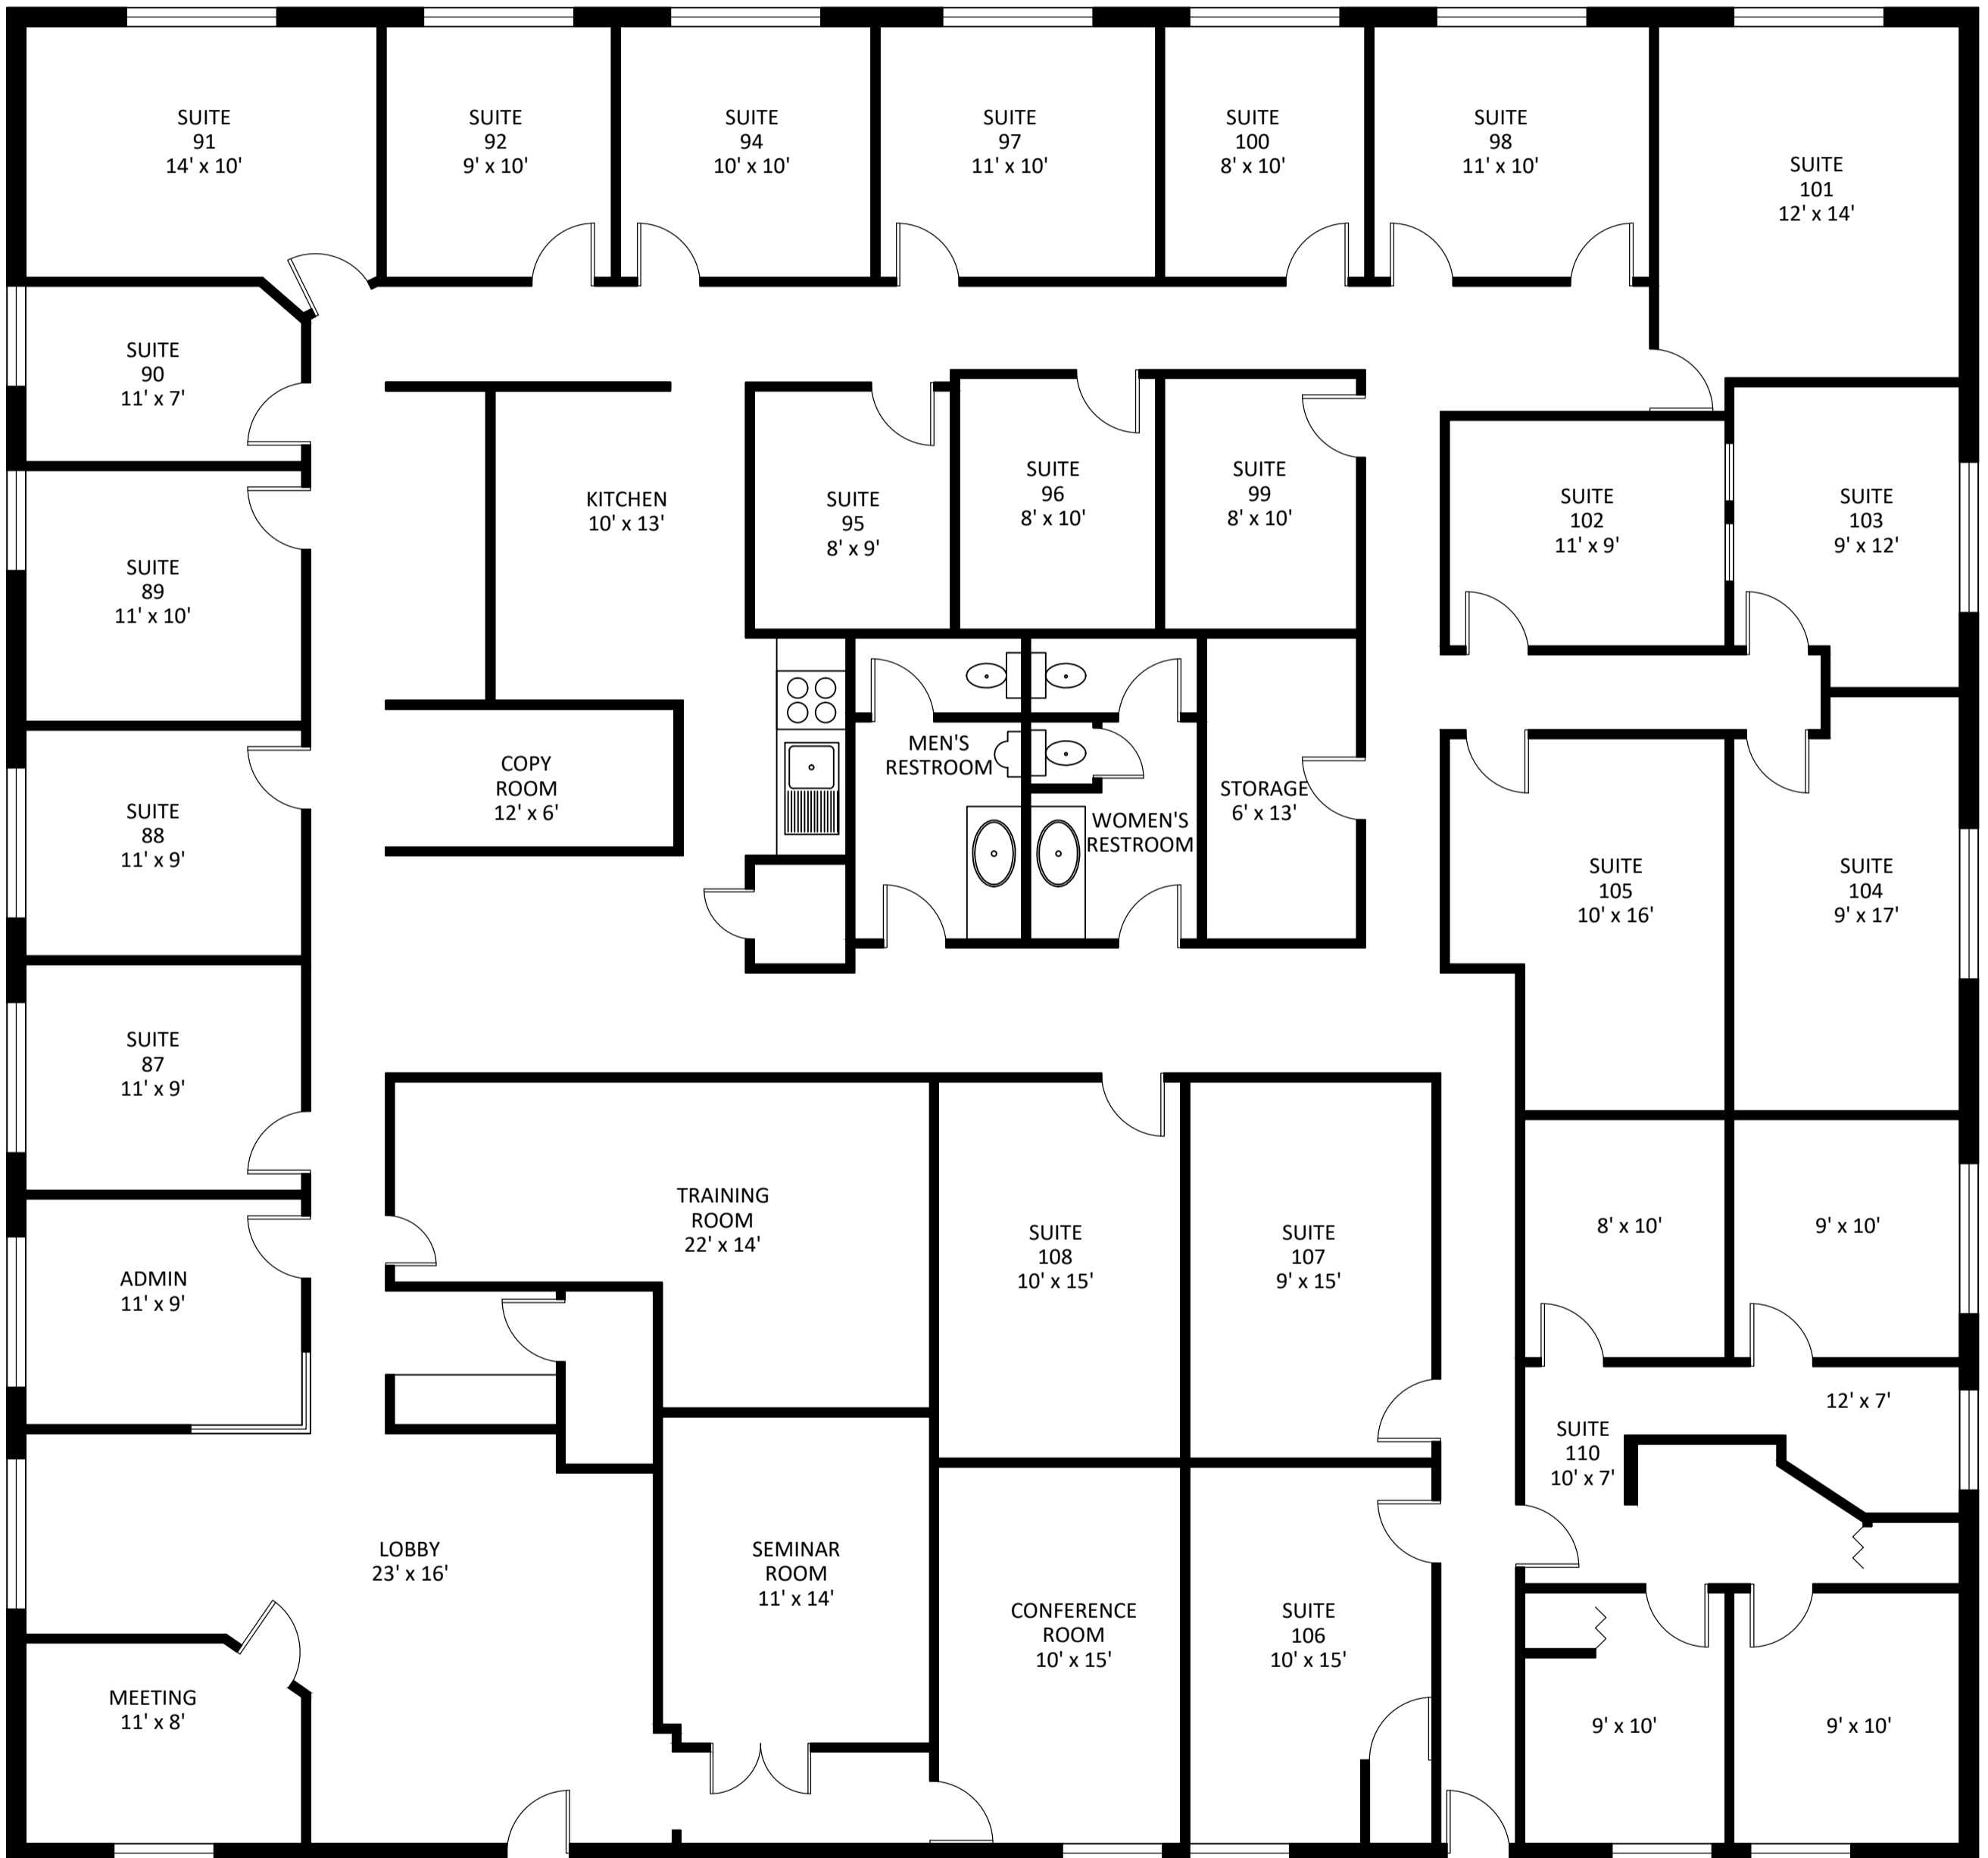 SUITE
91
14' x 10'
SUITE
92
9' x 10'
SUITE
94
10' x 10'
SUITE
97
11' x 10'
SUITE
100
8' x 10'
SUITE
98
11' x 10'
SUITE
101
12' x 14'
SUITE
90
11' x 7'
SUITE
89
11' x 10'
KITCHEN
10' x 13'
SUITE
95
8' x 9'
SUITE
96
8' x 10'
SUITE
99
8' x 10'
SUITE
102
11' x 9'
SUITE
103
9' x 12'
SUITE
88
11' x 9'
COPY
ROOM
12' x 6'
MEN'S
RESTROOM
WOMEN'S
RESTROOM
STORAGE
6' x 13'
SUITE
105
10' x 16'
SUITE
104
9' x 17'
SUITE
87
11' x 9'
ADMIN
11' x 9'
TRAINING
ROOM
22' x 14'
SUITE
108
10' x 15'
SUITE
107
9' x 15'
8' x 10'
9' x 10'
12' x 7'
SUITE
110
10' x 7'
LOBBY
23' x 16'
SEMINAR
ROOM
11' x 14'
CONFERENCE
ROOM
10' x 15'
SUITE
106
10' x 15'
MEETING
11' x 8'
9' x 10'
9' x 10'